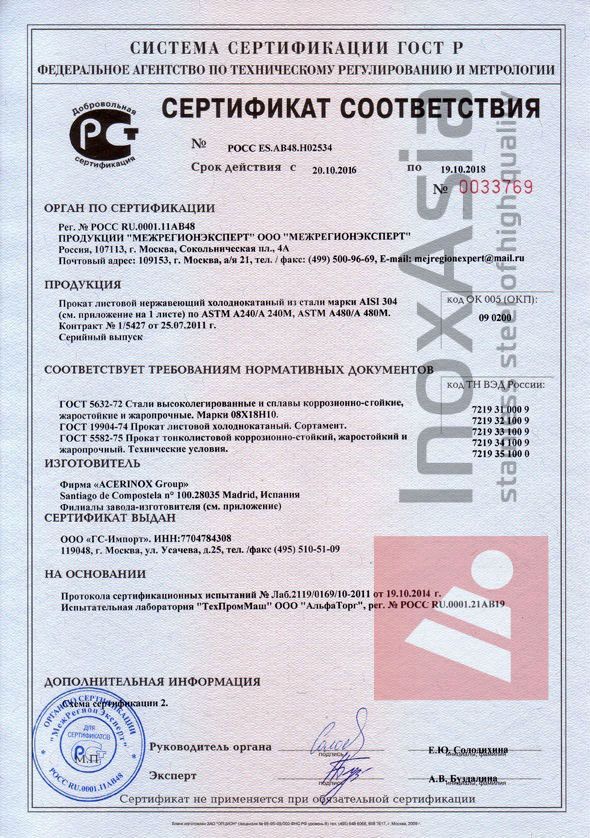 СИСТЕМА СЕРТИФИКАЦИИ ГОСТ Р
ФЕДЕРАЛЬНОЕ АГЕНТСТВО ПО ТЕХНИЧЕСКОМУ РЕГУЛИРОВАНИЮ И МЕТРОЛОГИИ
Добровольная
сертификация
СЕРТИФИКАТ СООТВЕТСТВИЯ
№ РОСС ES.АВ48.Н02534
Срок действия с 20.10.2016 по 19.10.2018
№ 0033769
ОРГАН ПО СЕРТИФИКАЦИИ
Рег. № РОСС RU.0001.11АВ48
ПРОДУКЦИИ "МЕЖРЕГИОНЭКСПЕРТ" ООО "МЕЖРЕГИОНЭКСПЕРТ"
Россия, 107113, г. Москва, Сокольническая пл., 4А
Почтовый адрес: 109153, г. Москва, а/я 21, тел. / факс: (499) 500-96-69, E-mail: mejregionexpert@mail.ru
ПРОДУКЦИЯ
Прокат листовой нержавеющий холоднокатаный из стали марки AISI 304
(см. приложение на 1 листе) по ASTM A240/A 240M, ASTM A480/A 480M.
Контракт № 1/5427 от 25.07.2011 г.
Серийный выпуск
код ОК 005 (ОКП):
09 0200
СООТВЕТСТВУЕТ ТРЕБОВАНИЯМ НОРМАТИВНЫХ ДОКУМЕНТОВ
ГОСТ 5632-72 Стали высоколегированные и сплавы коррозионно-стойкие,
жаростойкие и жаропрочные. Марки 08Х18Н10.
ГОСТ 19904-74 Прокат листовой холоднокатаный. Сортамент.
ГОСТ 5582-75 Прокат тонколистовой коррозионно-стойкий, жаростойкий и
жаропрочный. Технические условия.
код ТН ВЭД России:
7219 31 000 9
7219 32 100 9
7219 33 100 9
7219 34 100 9
7219 35 100 0
ИЗГОТОВИТЕЛЬ
Фирма «ACERINOX Group»
Santiago de Compostela n° 100.28035 Madrid, Испания
Филиалы завода-изготовителя (см. приложение)
СЕРТИФИКАТ ВЫДАН
ООО «ГС-Импорт». ИНН:7704784308
119048, г. Москва, ул. Усачева, д.25, тел. /факс (495) 510-51-09
НА ОСНОВАНИИ
Протокола сертификационных испытаний № Лаб.2119/0169/10-2011 от 19.10.2014 г.
Испытательная лаборатория "ТехПромМаш" ООО "АльфаТорг", рег. № РОСС RU.0001.21АВ19
ДОПОЛНИТЕЛЬНАЯ ИНФОРМАЦИЯ
Схема сертификации 2.
ОРГАН ПО СЕРТИФИКАЦИИ
"МежРегионЭксперт"
ДЛЯ
СЕРТИФИКАТОВ
М.П.
РОСС RU.0001.11АВ48
Руководитель органа
подпись
Е.Ю. Солодихина
инициалы, фамилия
Эксперт
подпись
А.В. Буздалина
инициалы, фамилия
Сертификат не применяется при обязательной сертификации
InoxAsia
stainless steel of high quality